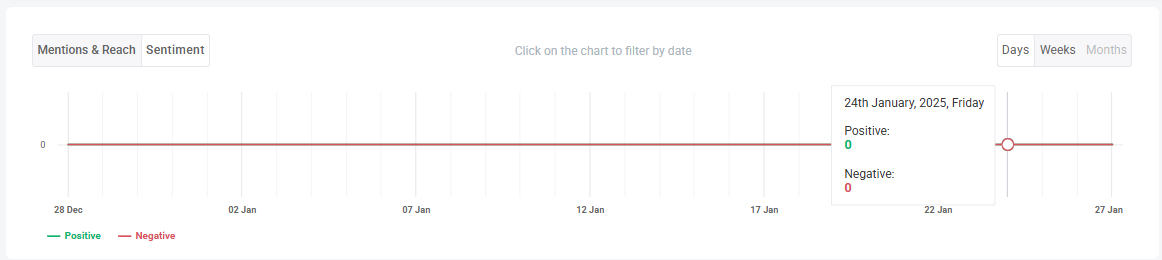 Mentions & Reach Sentiment
Click on the chart to filter by date
Days Weeks Months
24th January, 2025, Friday
Positive:
0
Negative:
0
0
28 Dec 02 Jan 07 Jan 12 Jan 17 Jan 22 Jan 27 Jan
Positive Negative